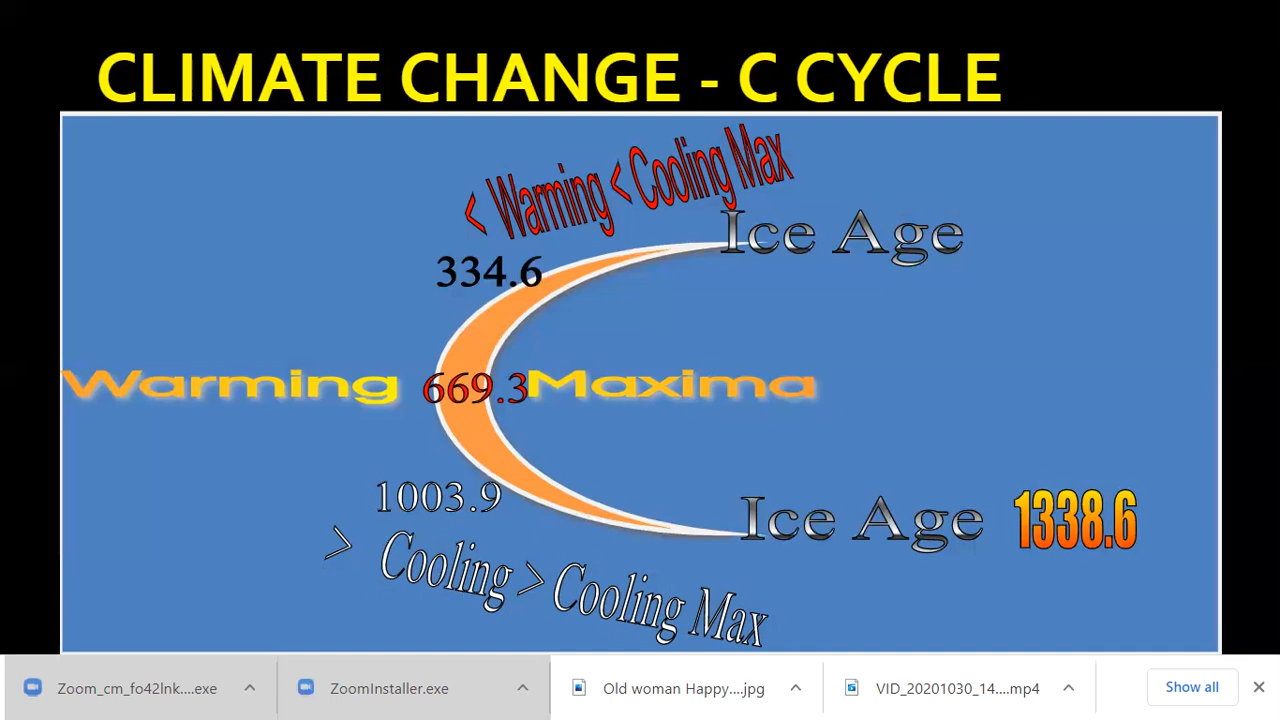 CLIMATE CHANGE - C CYCLE
< Warming < Cooling Max
Ice Age
334.6
Warming 669.3 Maxima
1003.9
Ice Age 1338.6
> Cooling > Cooling Max
Zoom_cm_fo42lnk....exe
ZoomInstaller.exe
Old woman Happy....jpg
VID_20201030_14....mp4
Show all